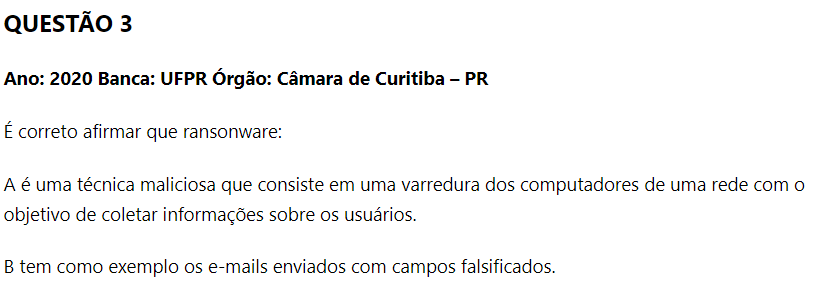 QUESTÃO 3
Ano: 2020 Banca: UFPR Órgão: Câmara de Curitiba – PR
É correto afirmar que ransonware:
A é uma técnica maliciosa que consiste em uma varredura dos computadores de uma rede com o
objetivo de coletar informações sobre os usuários.
B tem como exemplo os e-mails enviados com campos falsificados.